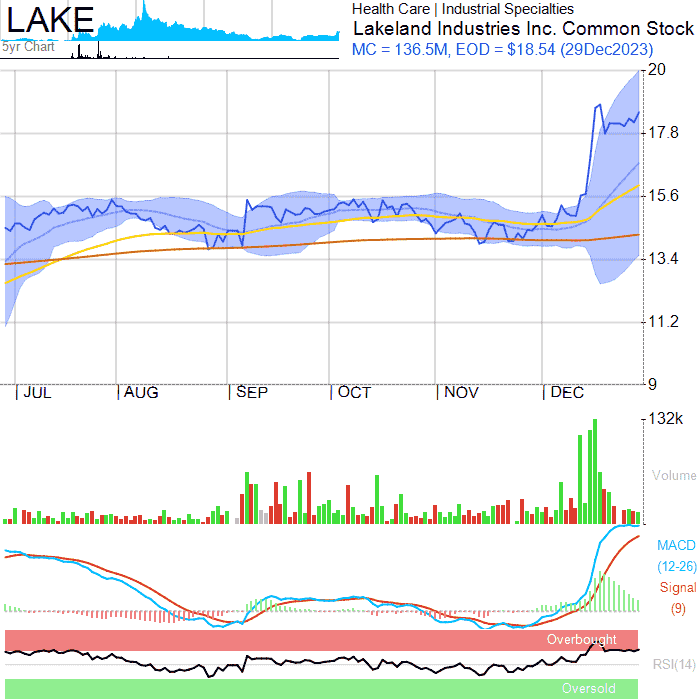 LAKE
5yr Chart
Health Care | Industrial Specialties
Lakeland Industries Inc. Common Stock
MC = 136.5M, EOD = $18.54 (29Dec2023)
20
17.8
15.6
13.4
11.2
9
| JUL | AUG | SEP | OCT | NOV | DEC
132k
Volume
MACD
(12-26)
Signal
(9)
Overbought
RSI(14)
Oversold